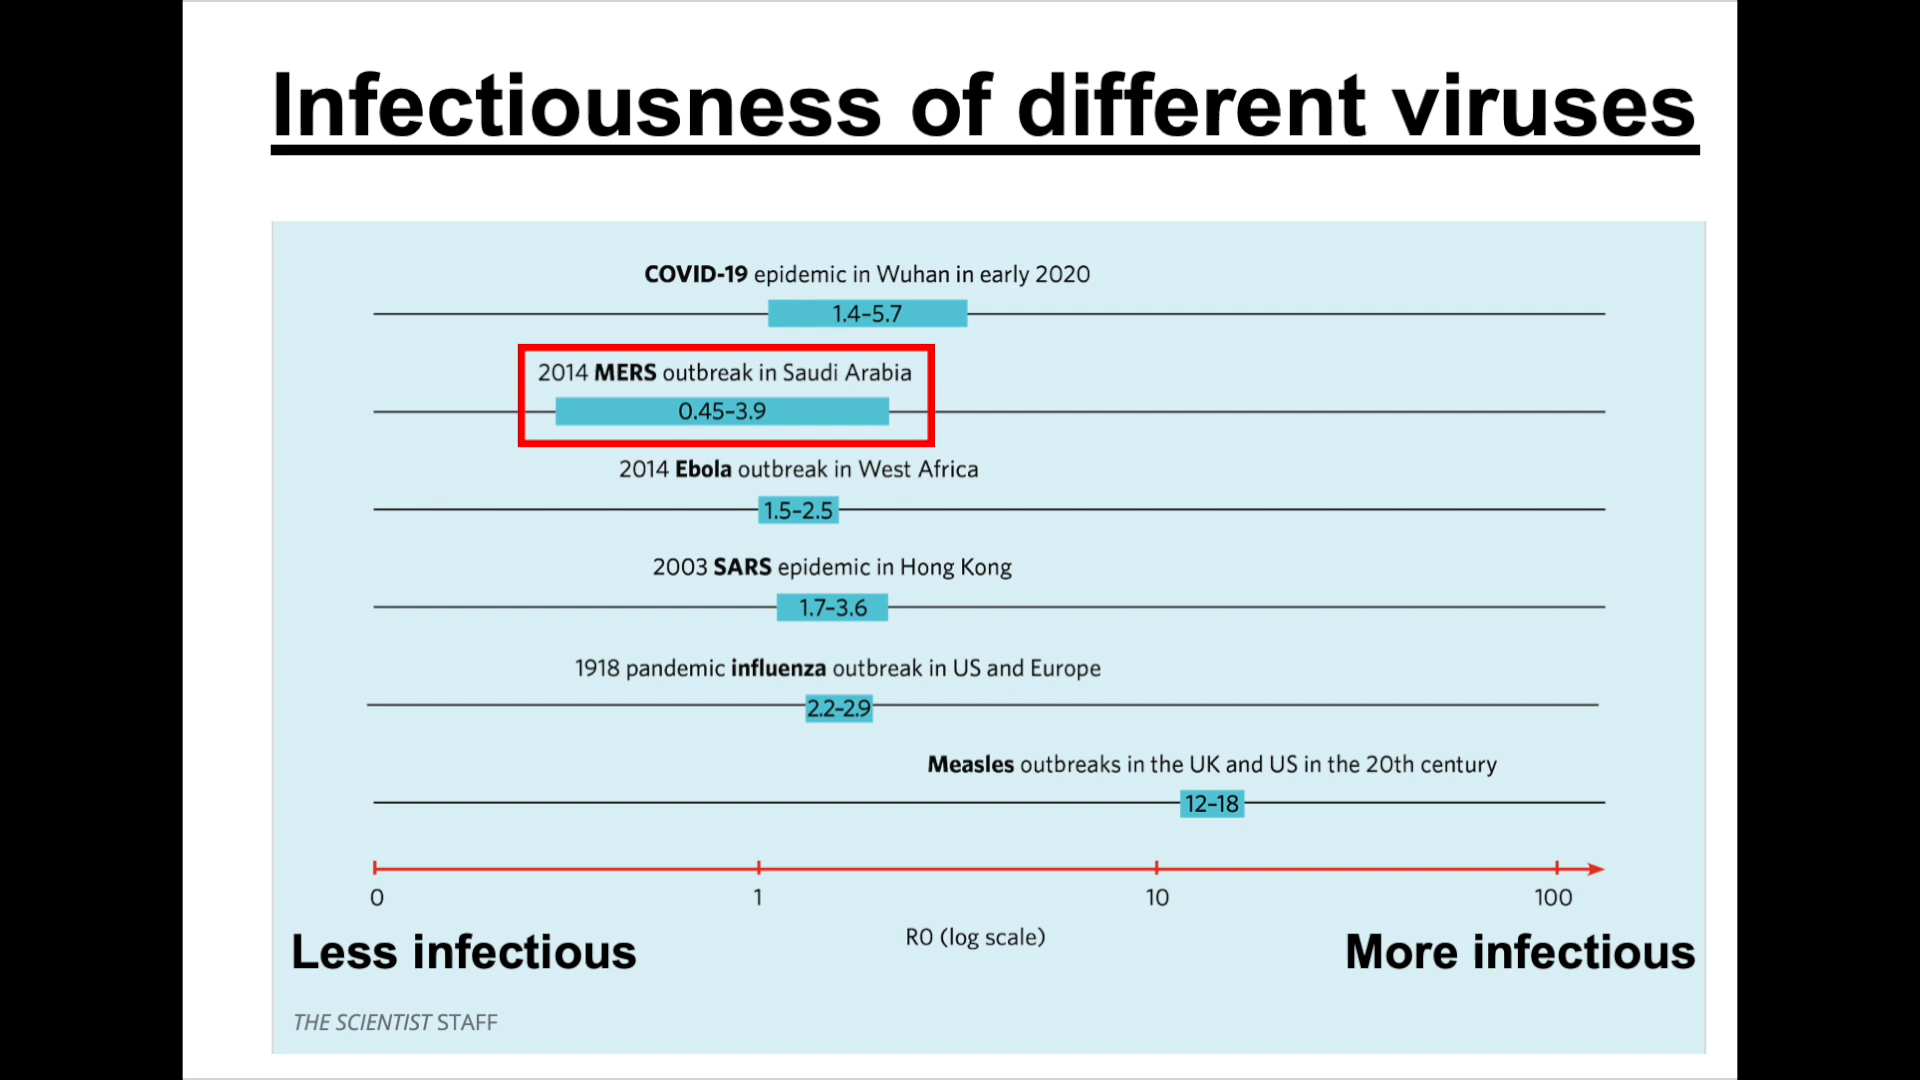 Infectiousness of different viruses
COVID-19 epidemic in Wuhan in early 2020
1.4–5.7
2014 MERS outbreak in Saudi Arabia
0.45–3.9
2014 Ebola outbreak in West Africa
1.5–2.5
2003 SARS epidemic in Hong Kong
1.7–3.6
1918 pandemic influenza outbreak in US and Europe
2.2–2.9
Measles outbreaks in the UK and US in the 20th century
12–18
0 1 10 100
R0 (log scale)
Less infectious More infectious
THE SCIENTIST STAFF